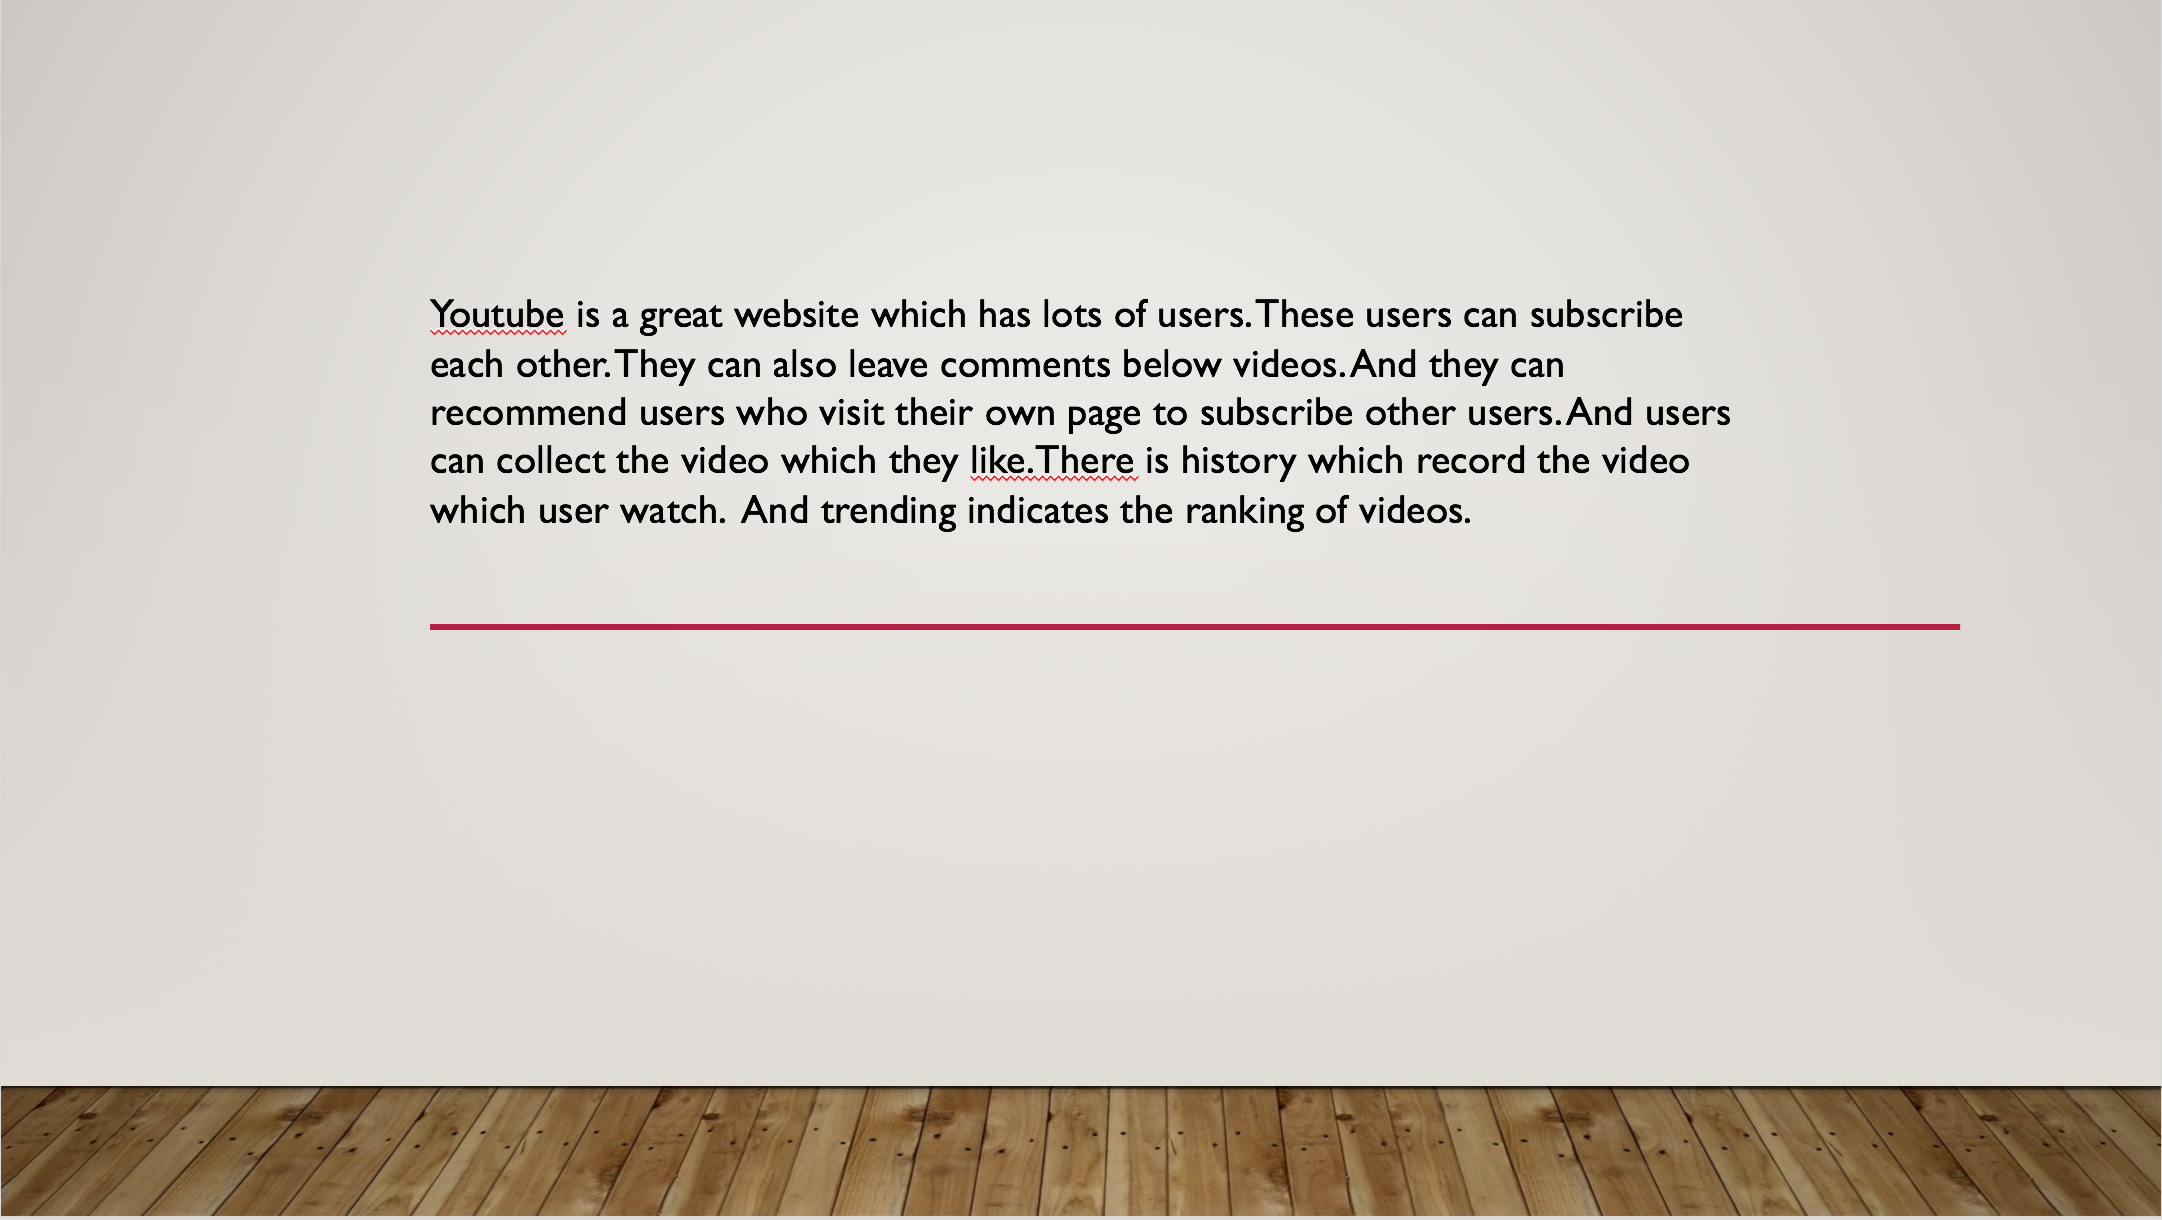 Youtube is a great website which has lots of users. These users can subscribe
each other. They can also leave comments below videos. And they can
recommend users who visit their own page to subscribe other users. And users
can collect the video which they like.There is history which record the video
which user watch.  And trending indicates the ranking of videos.